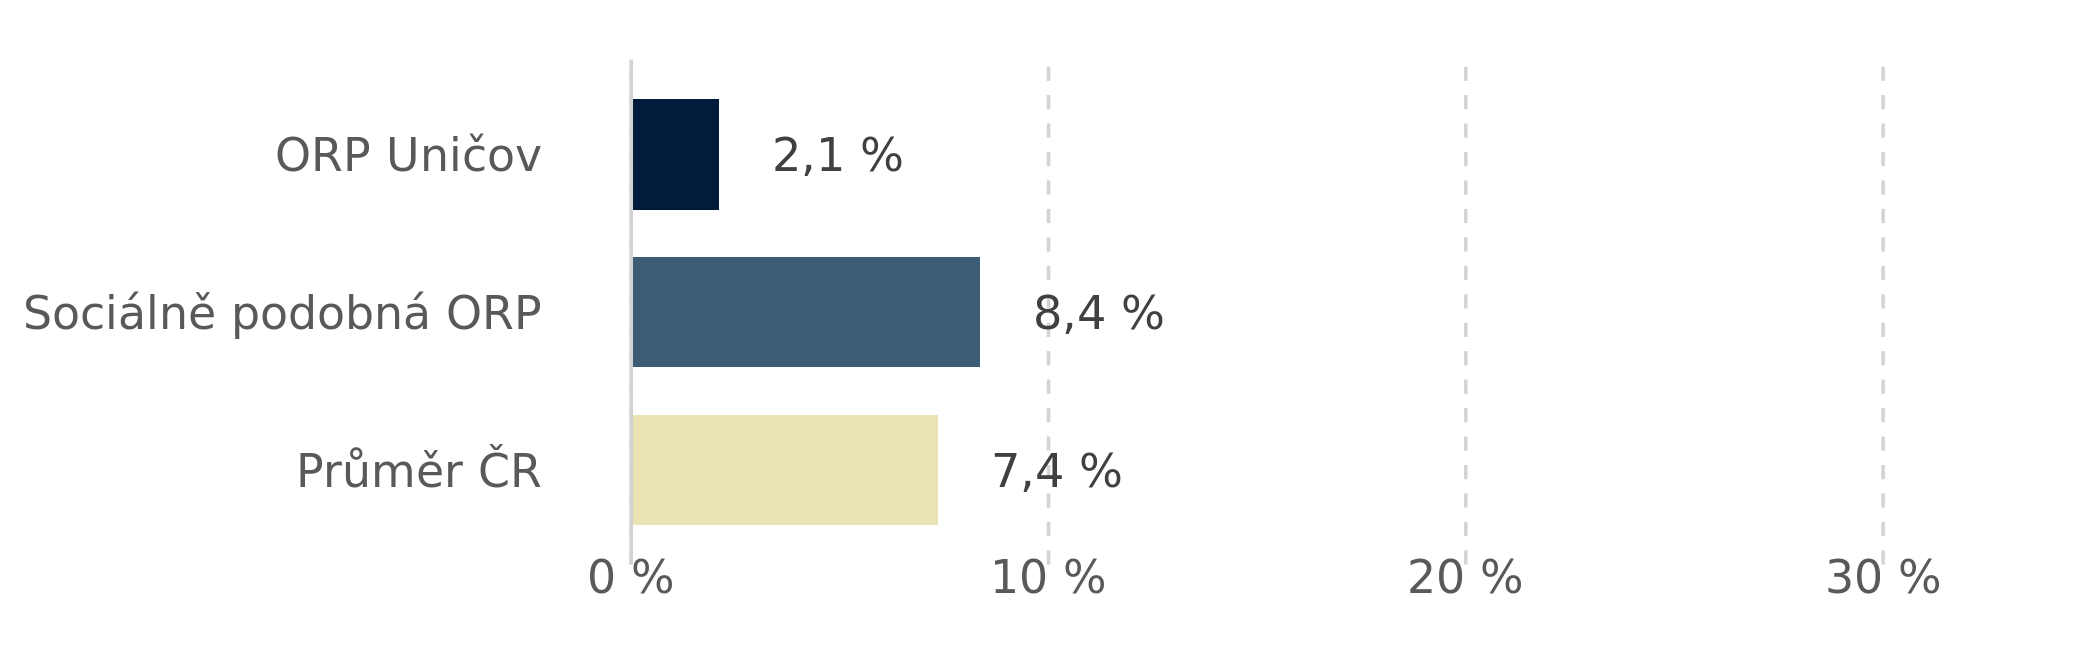 ORP Uničov 2,1 %
Sociálně podobná ORP 8,4 %
Průměr ČR 7,4 %
0 % 10 % 20 % 30 %